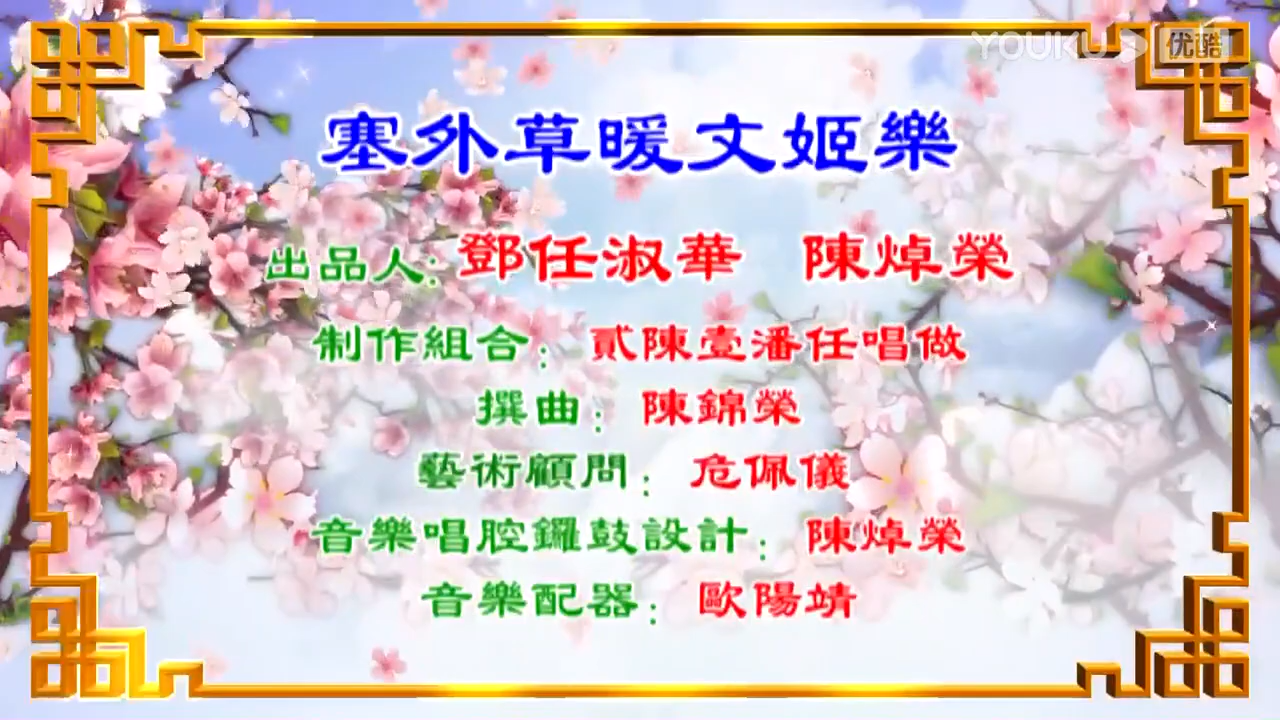 YOUKU 优酷
塞外草暖文姬樂
出品人: 鄧任淑華 陳焯榮
制作組合: 貳陳壹潘任唱做
撰曲: 陳錦榮
藝術顧問: 危佩儀
音樂唱腔鑼鼓設計: 陳焯榮
音樂配器: 歐陽靖